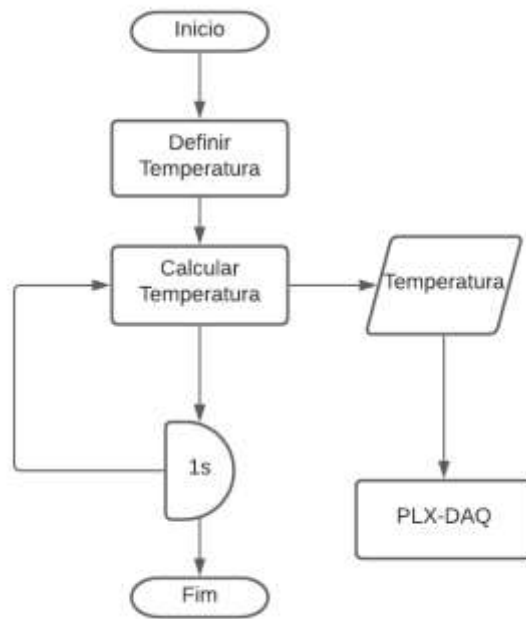 Inicio
Definir
Temperatura
Calcular
Temperatura
Temperatura
1s
PLX-DAQ
Fim